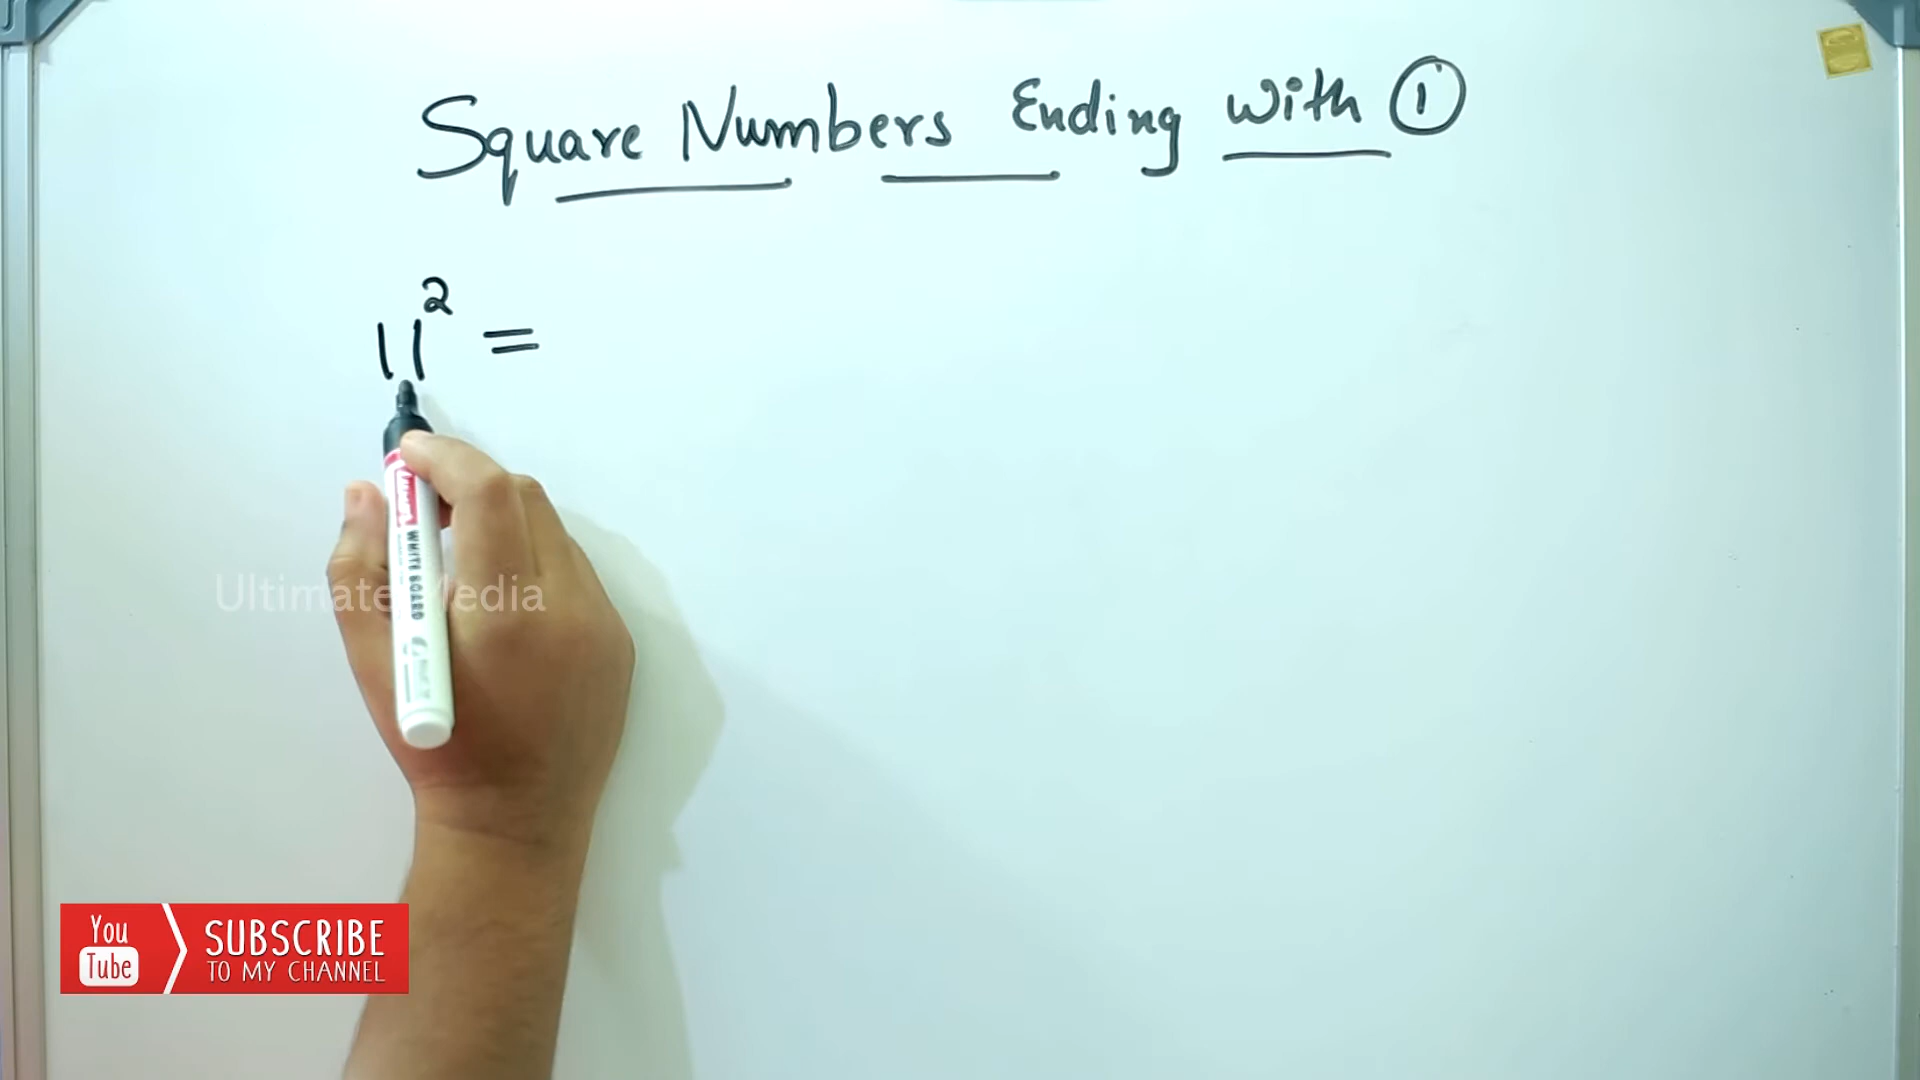 Square Numbers Ending with ①
11² =
WHITE BOARD
Ultimate Media
You Tube
SUBSCRIBE
TO MY CHANNEL